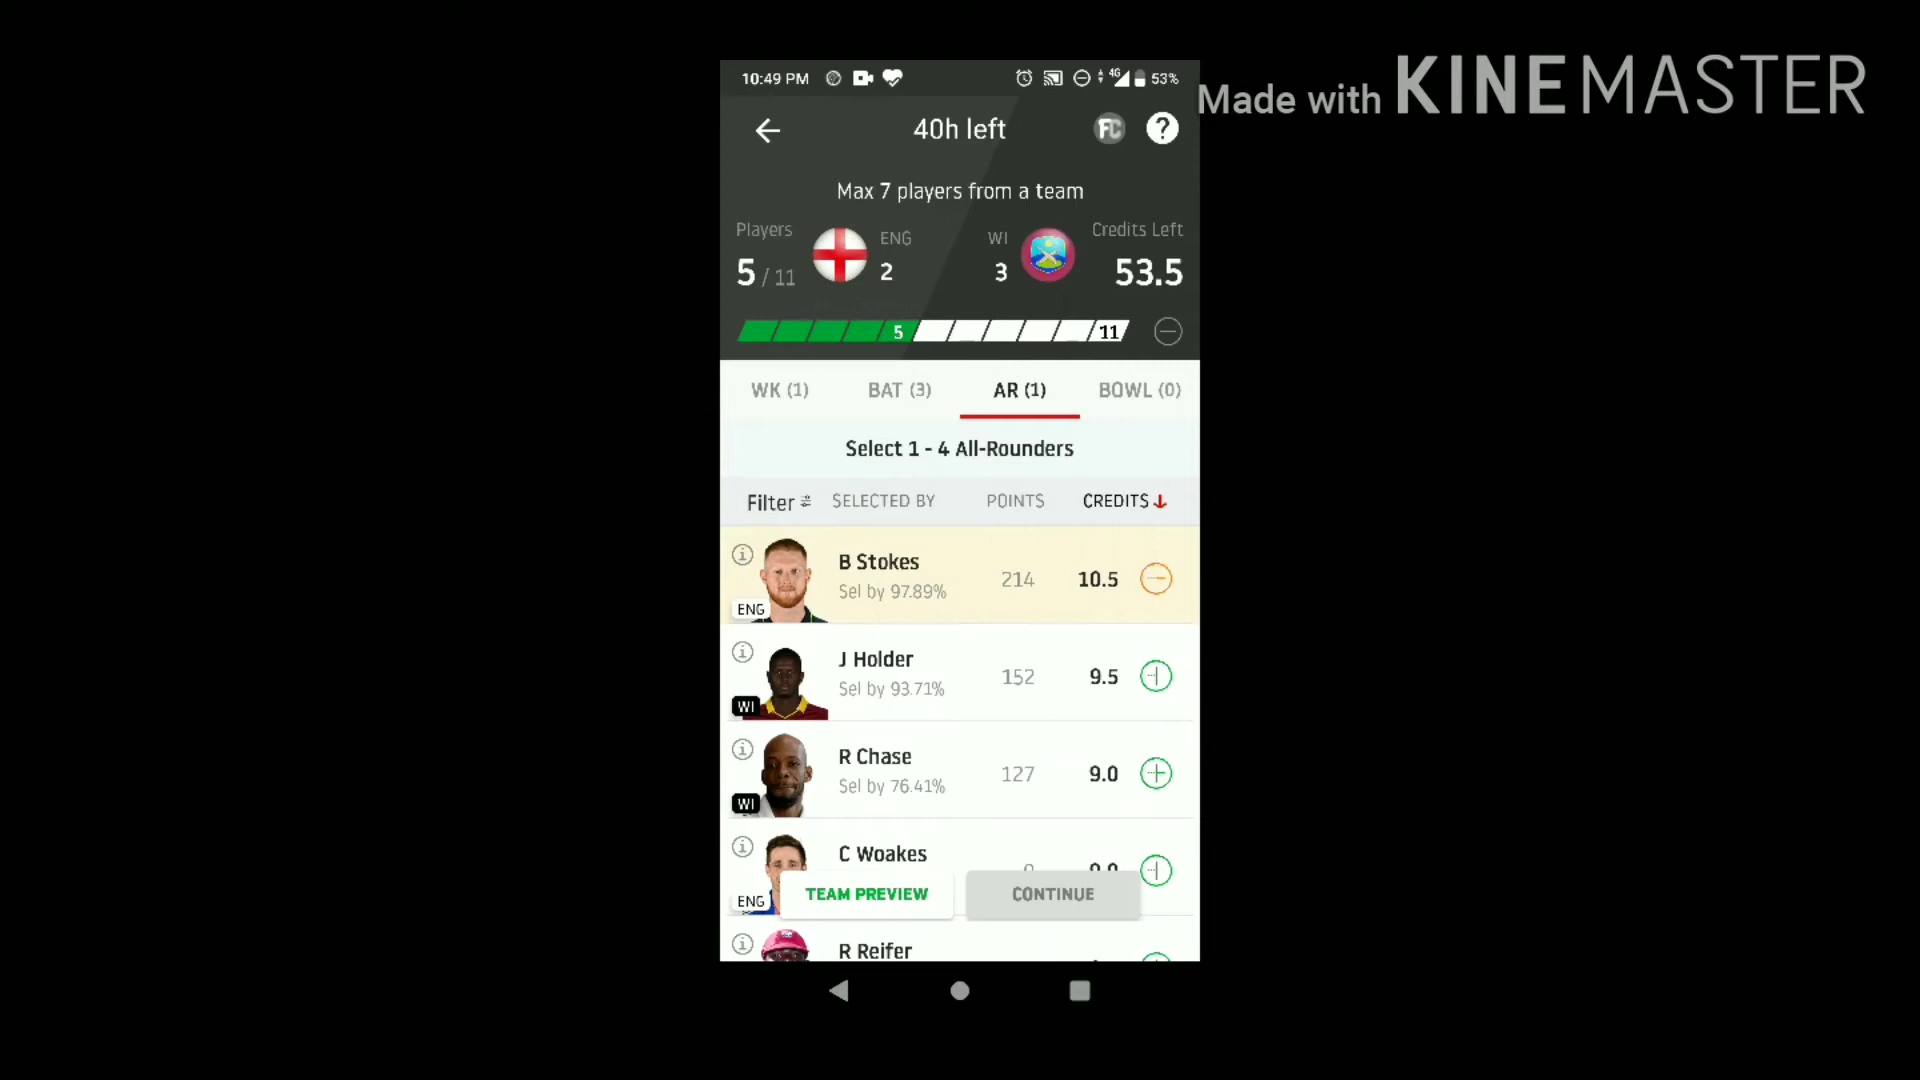 10:49 PM
4G
53%
Made with KINEMASTER
40h left
FC
?
Max 7 players from a team
Players
ENG
WI
Credits Left
5 / 11
2
3
53.5
5
11
WK (1)
BAT (3)
AR (1)
BOWL (0)
Select 1 - 4 All-Rounders
Filter
SELECTED BY
POINTS
CREDITS
B Stokes
Sel by 97.89%
214
10.5
ENG
J Holder
Sel by 93.71%
152
9.5
WI
R Chase
Sel by 76.41%
127
9.0
WI
C Woakes
ENG
TEAM PREVIEW
CONTINUE
R Reifer